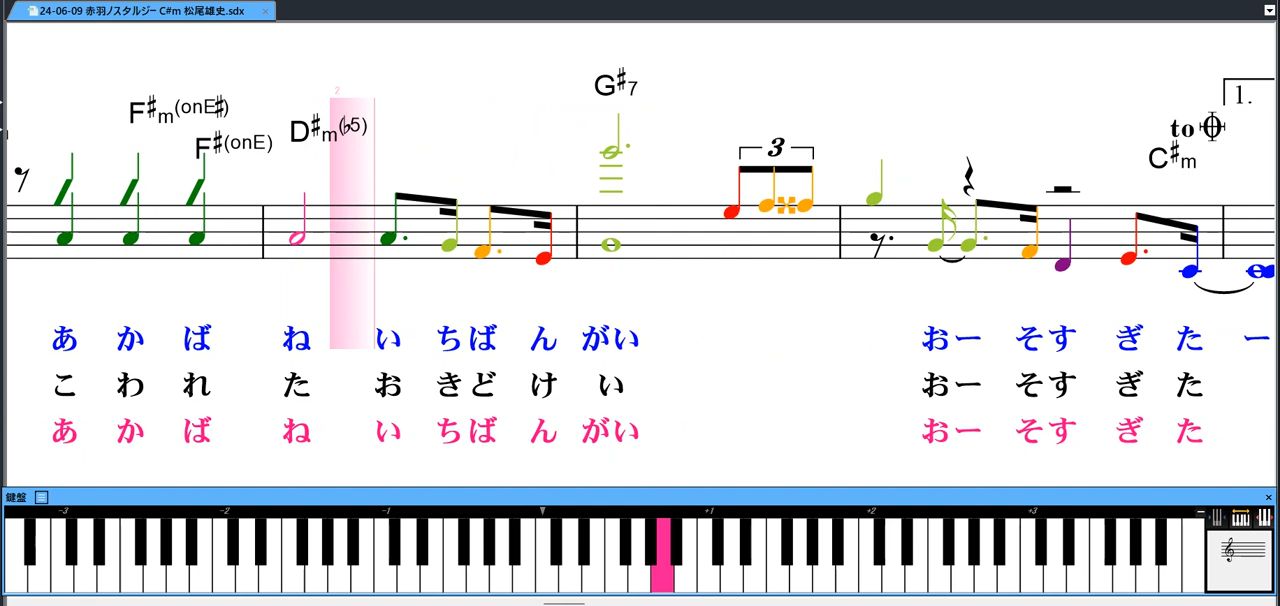 24-06-09 赤羽ノスタルジー C#m 松尾雄史.sdx
2
G♯7
F♯m(onE♯)
F♯(onE)
D♯m(♭5)
3
1.
to
C♯m
あ か ば ね い ち ば ん が い お ー そ す ぎ た ー
こ わ れ た お き ど け い お ー そ す ぎ た
あ か ば ね い ち ば ん が い お ー そ す ぎ た
鍵盤
-3 -2 -1 +1 +2 +3